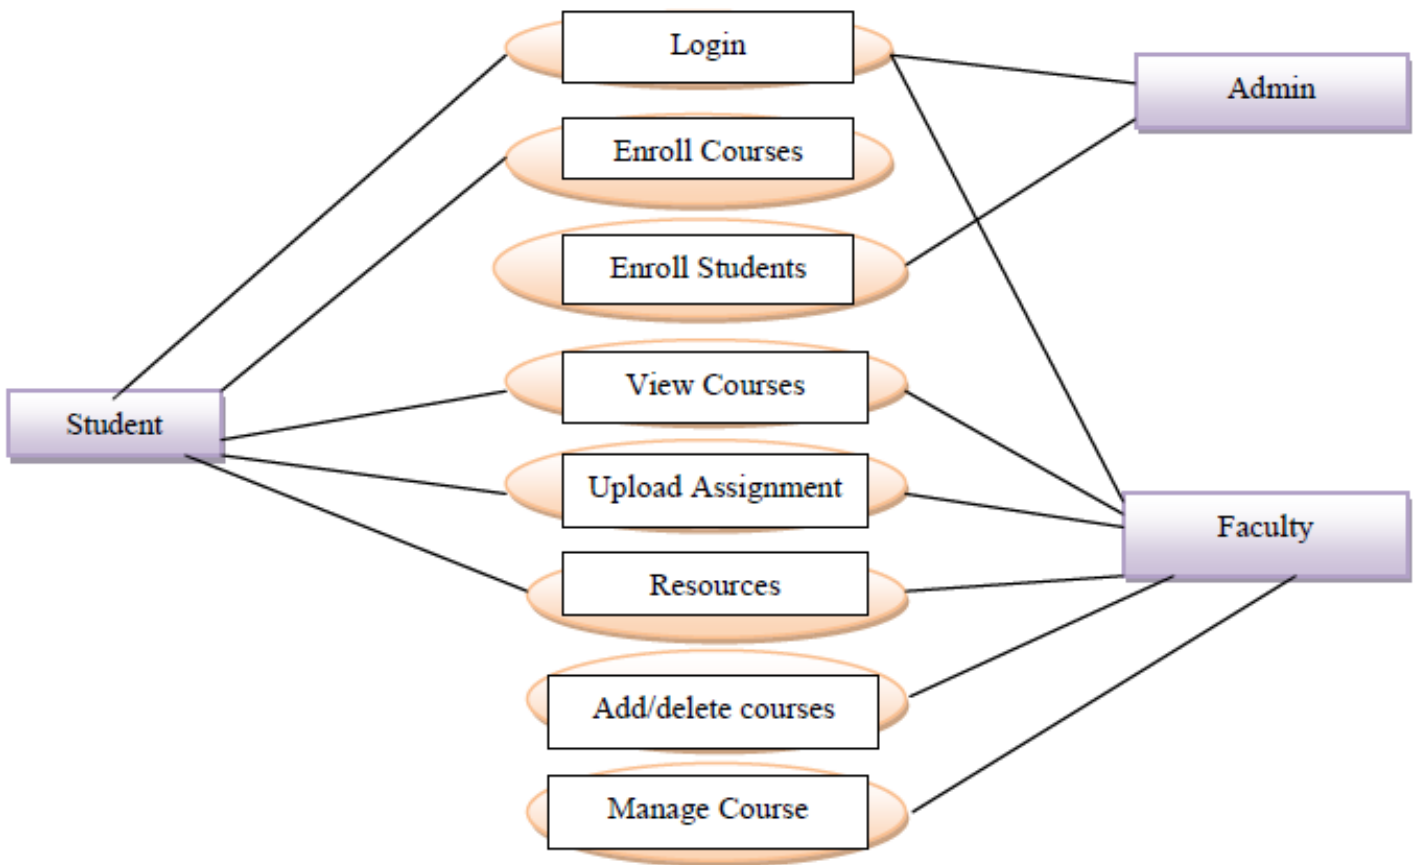 Login
Admin
Enroll Courses
Enroll Students
View Courses
Student
Upload Assignment
Faculty
Resources
Add/delete courses
Manage Course